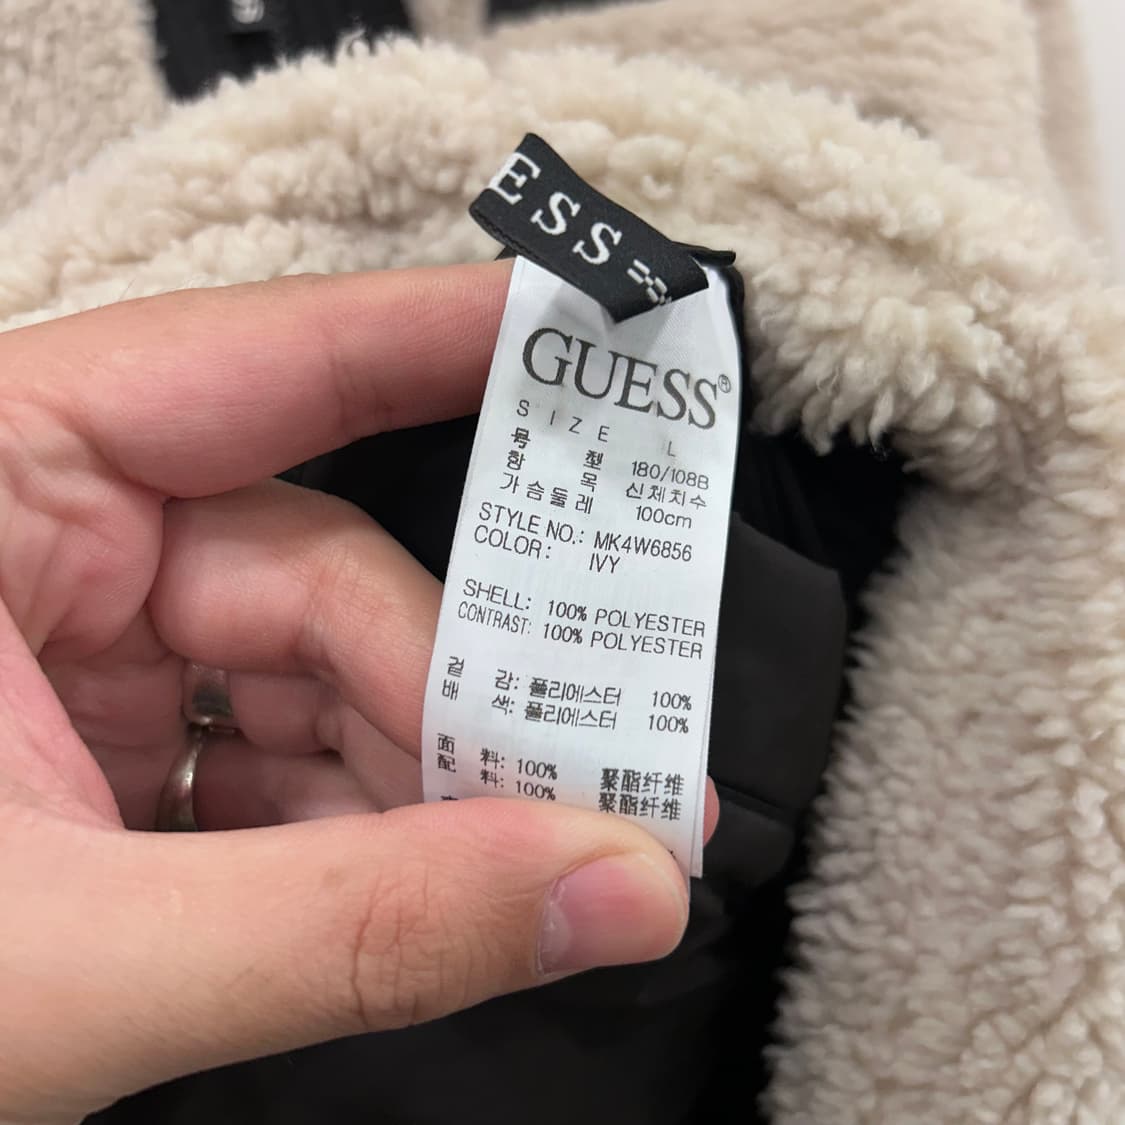 ESS
GUESS®
SIZE L
号型 180/108B
항목 신체치수
가슴둘레 100cm
STYLE NO.: MK4W6856
COLOR: IVY
SHELL: 100% POLYESTER
CONTRAST: 100% POLYESTER
겉감: 폴리에스터 100%
배색: 폴리에스터 100%
面料: 100% 聚酯纤维
配料: 100% 聚酯纤维